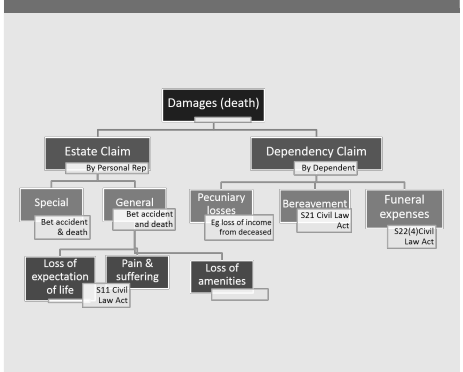 Damages (death)
Estate Claim
By Personal Rep
Dependency Claim
By Dependent
Special
Bet accident
& death
General
Bet accident
and death
Pecuniary
losses
Eg loss of income
from deceased
Bereavement
S21 Civil Law
Act
Funeral
expenses
S22(4)Civil
Law Act
Loss of
expectation
of life
S11 Civil
Law Act
Pain &
suffering
Loss of
amenities